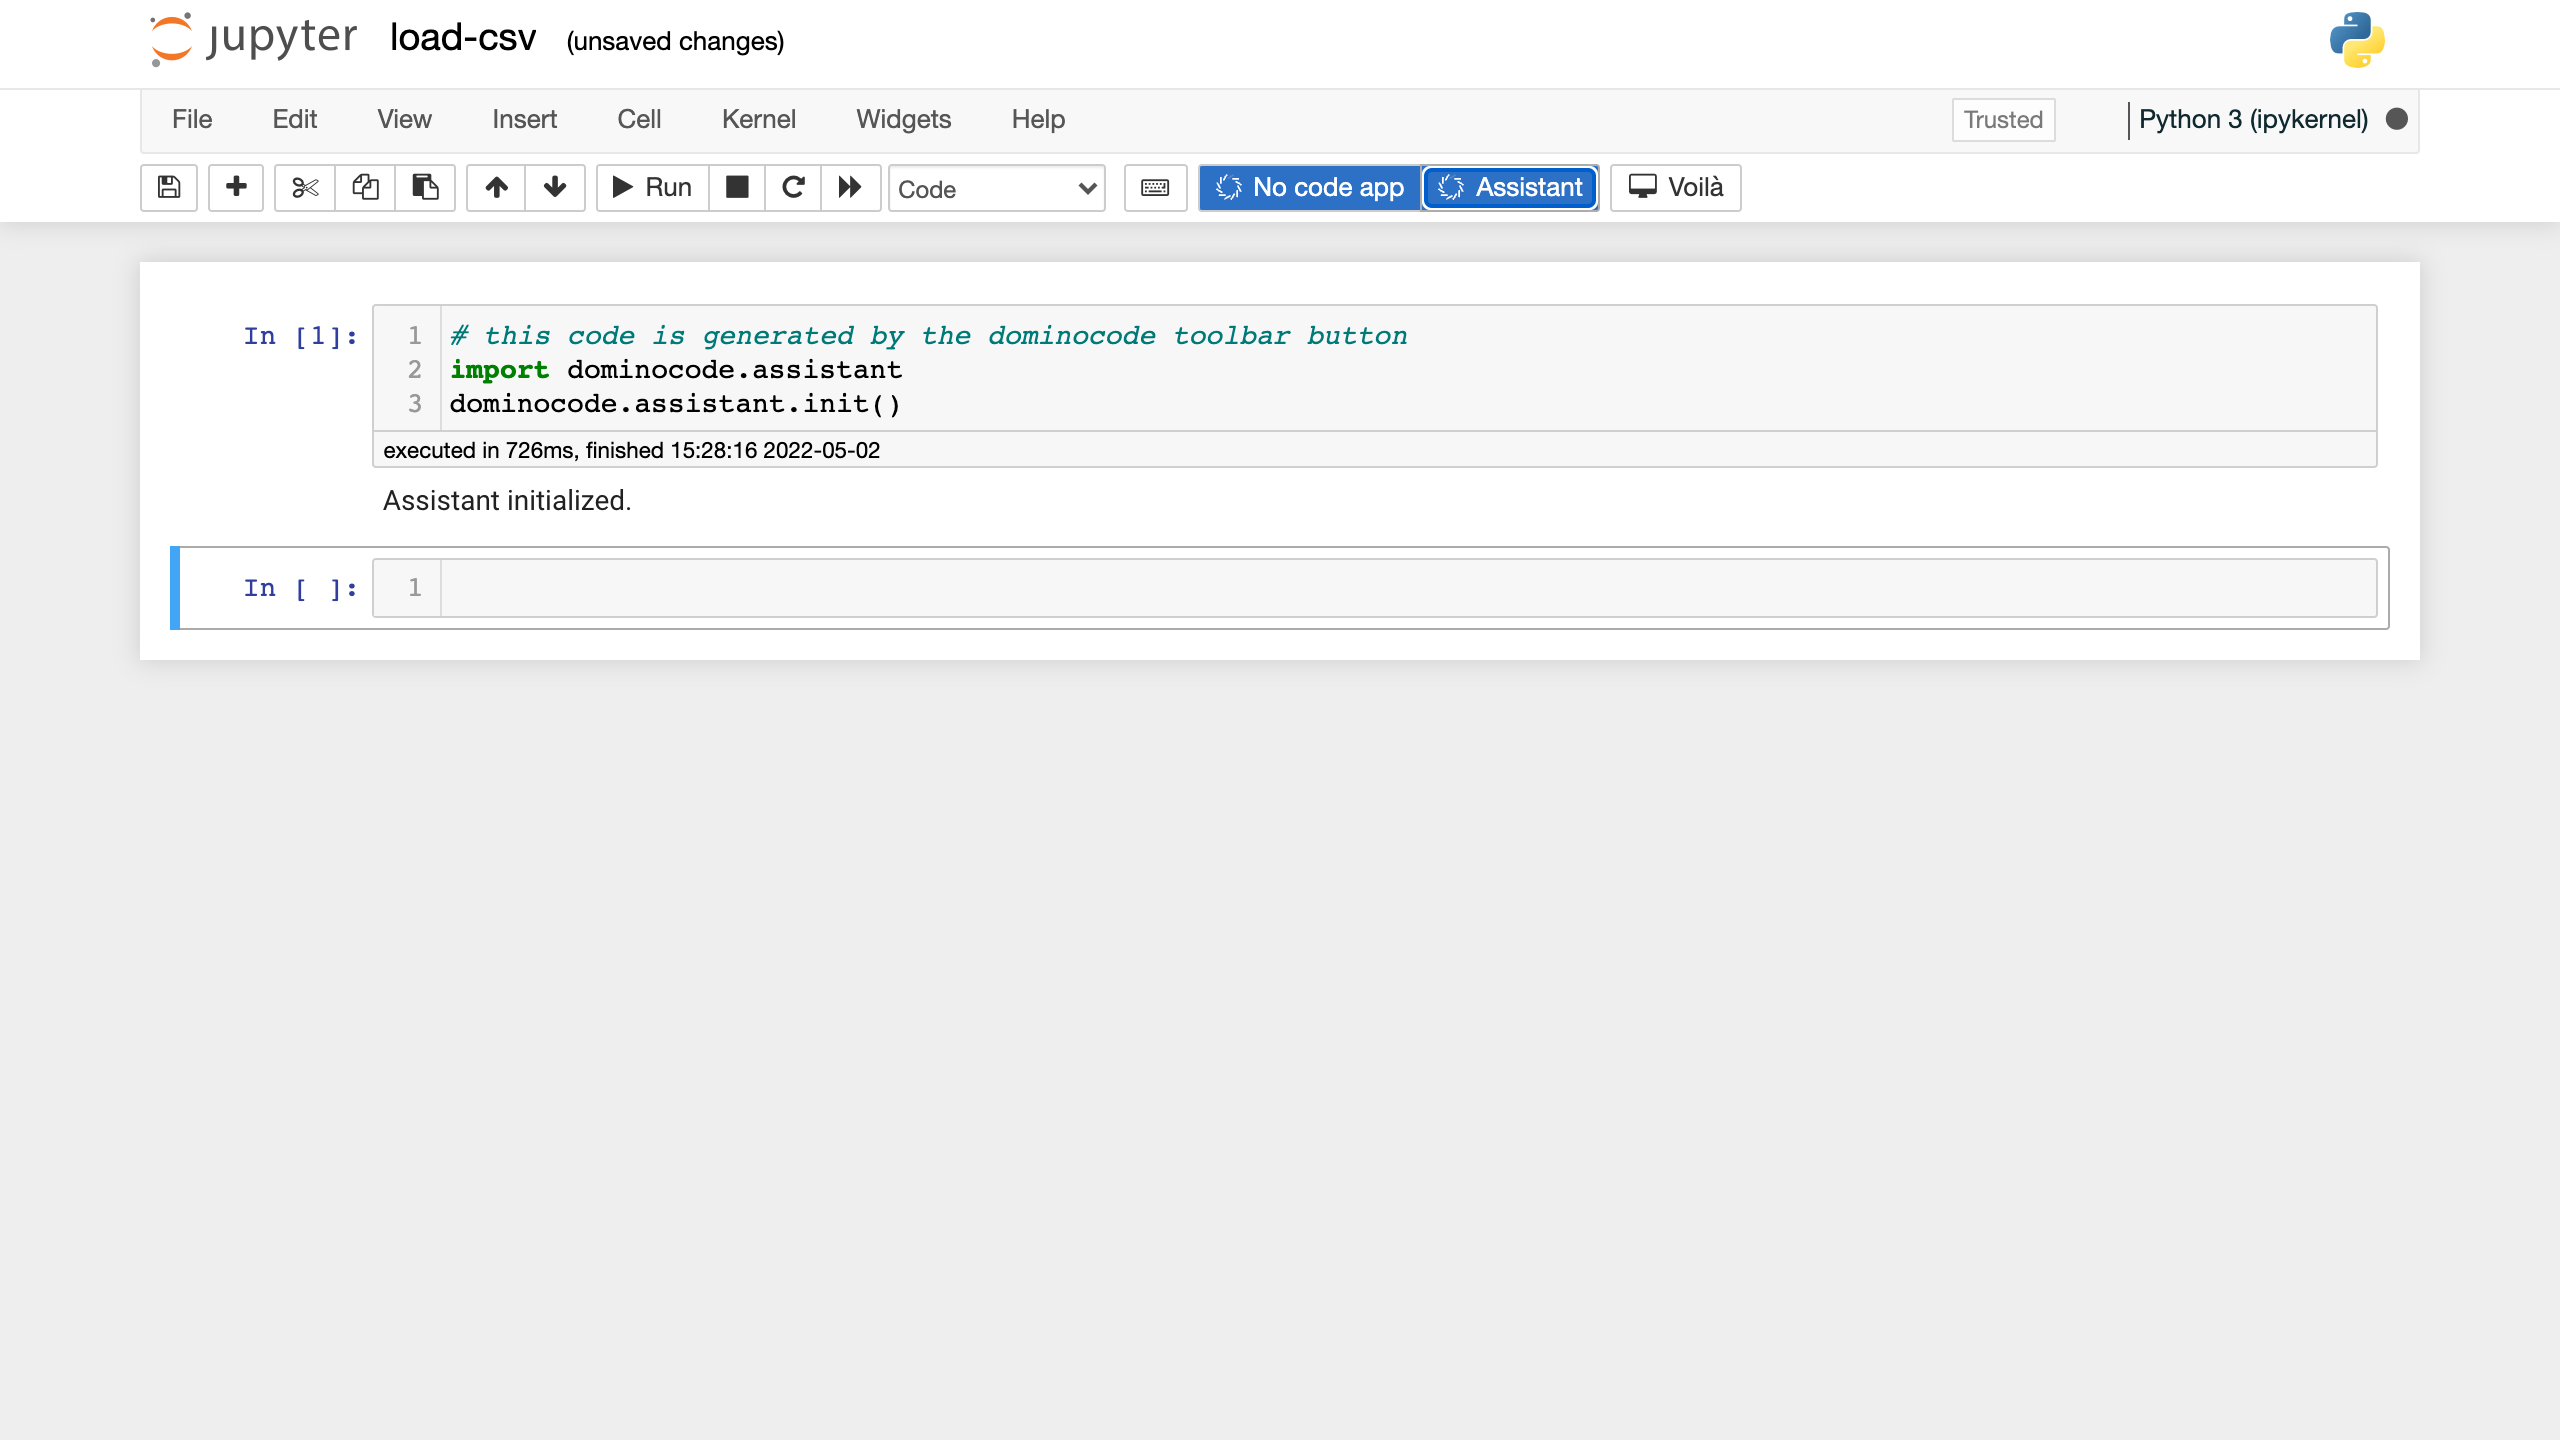 jupyter load-csv (unsaved changes)
File Edit View Insert Cell Kernel Widgets Help Trusted Python 3 (ipykernel)
Run Code No code app Assistant Voilà
In [1]: 1 # this code is generated by the dominocode toolbar button
2 import dominocode.assistant
3 dominocode.assistant.init()
executed in 726ms, finished 15:28:16 2022-05-02
Assistant initialized.
In [ ]: 1